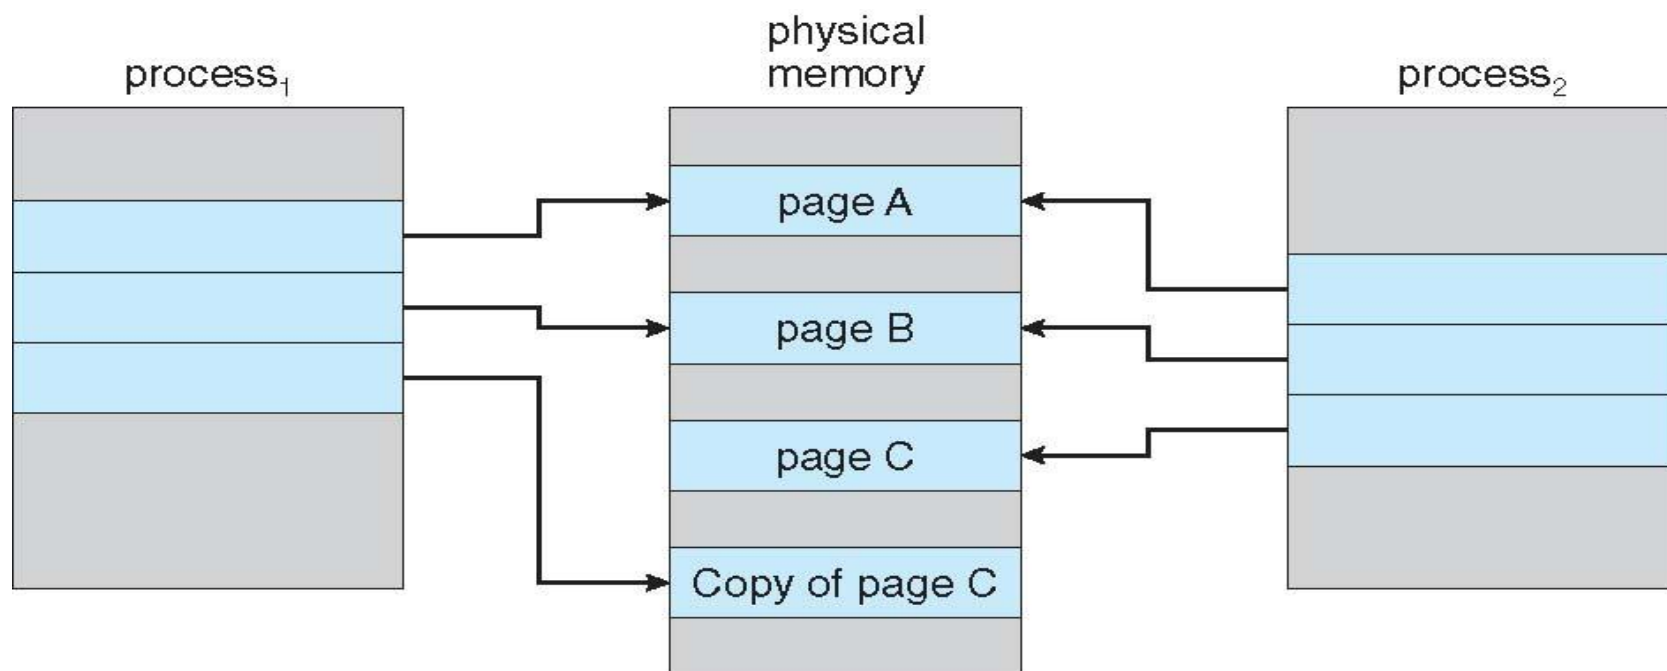 process₁
physical
memory
process₂
page A
page B
page C
Copy of page C